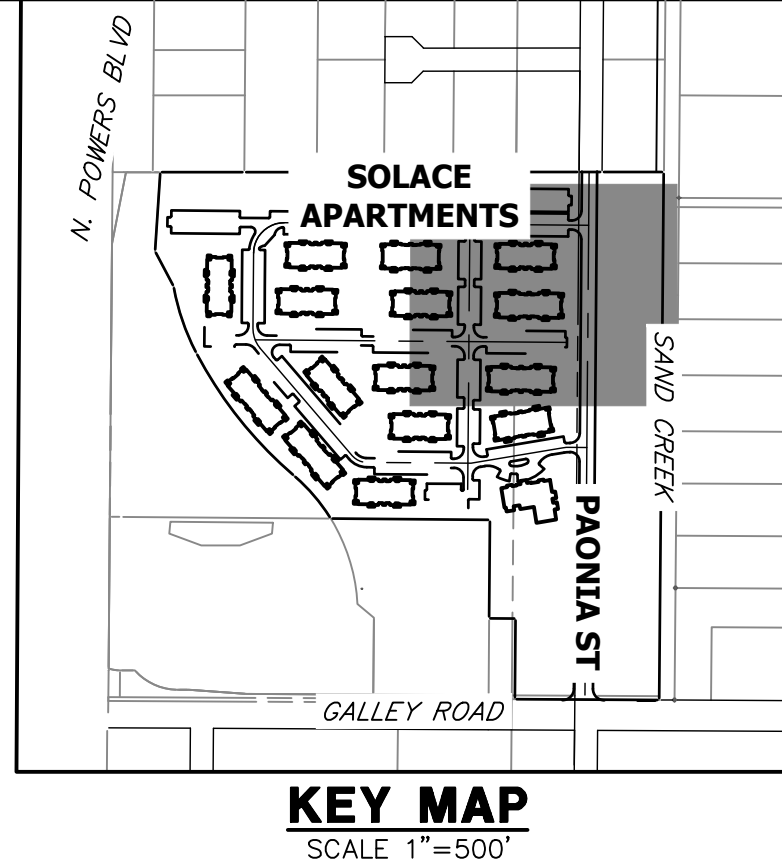 N. POWERS BLVD
SOLACE
APARTMENTS
SAND CREEK
PAONIA ST
GALLEY ROAD
KEY MAP
SCALE 1"=500'